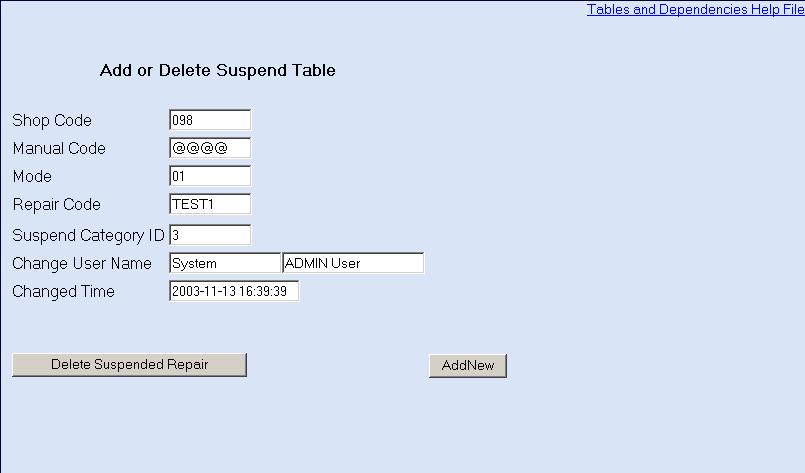 Tables and Dependencies Help File
Add or Delete Suspend Table
Shop Code 098
Manual Code @@@@
Mode 01
Repair Code TEST1
Suspend Category ID 3
Change User Name System ADMIN User
Changed Time 2003-11-13 16:39:39
Delete Suspended Repair AddNew